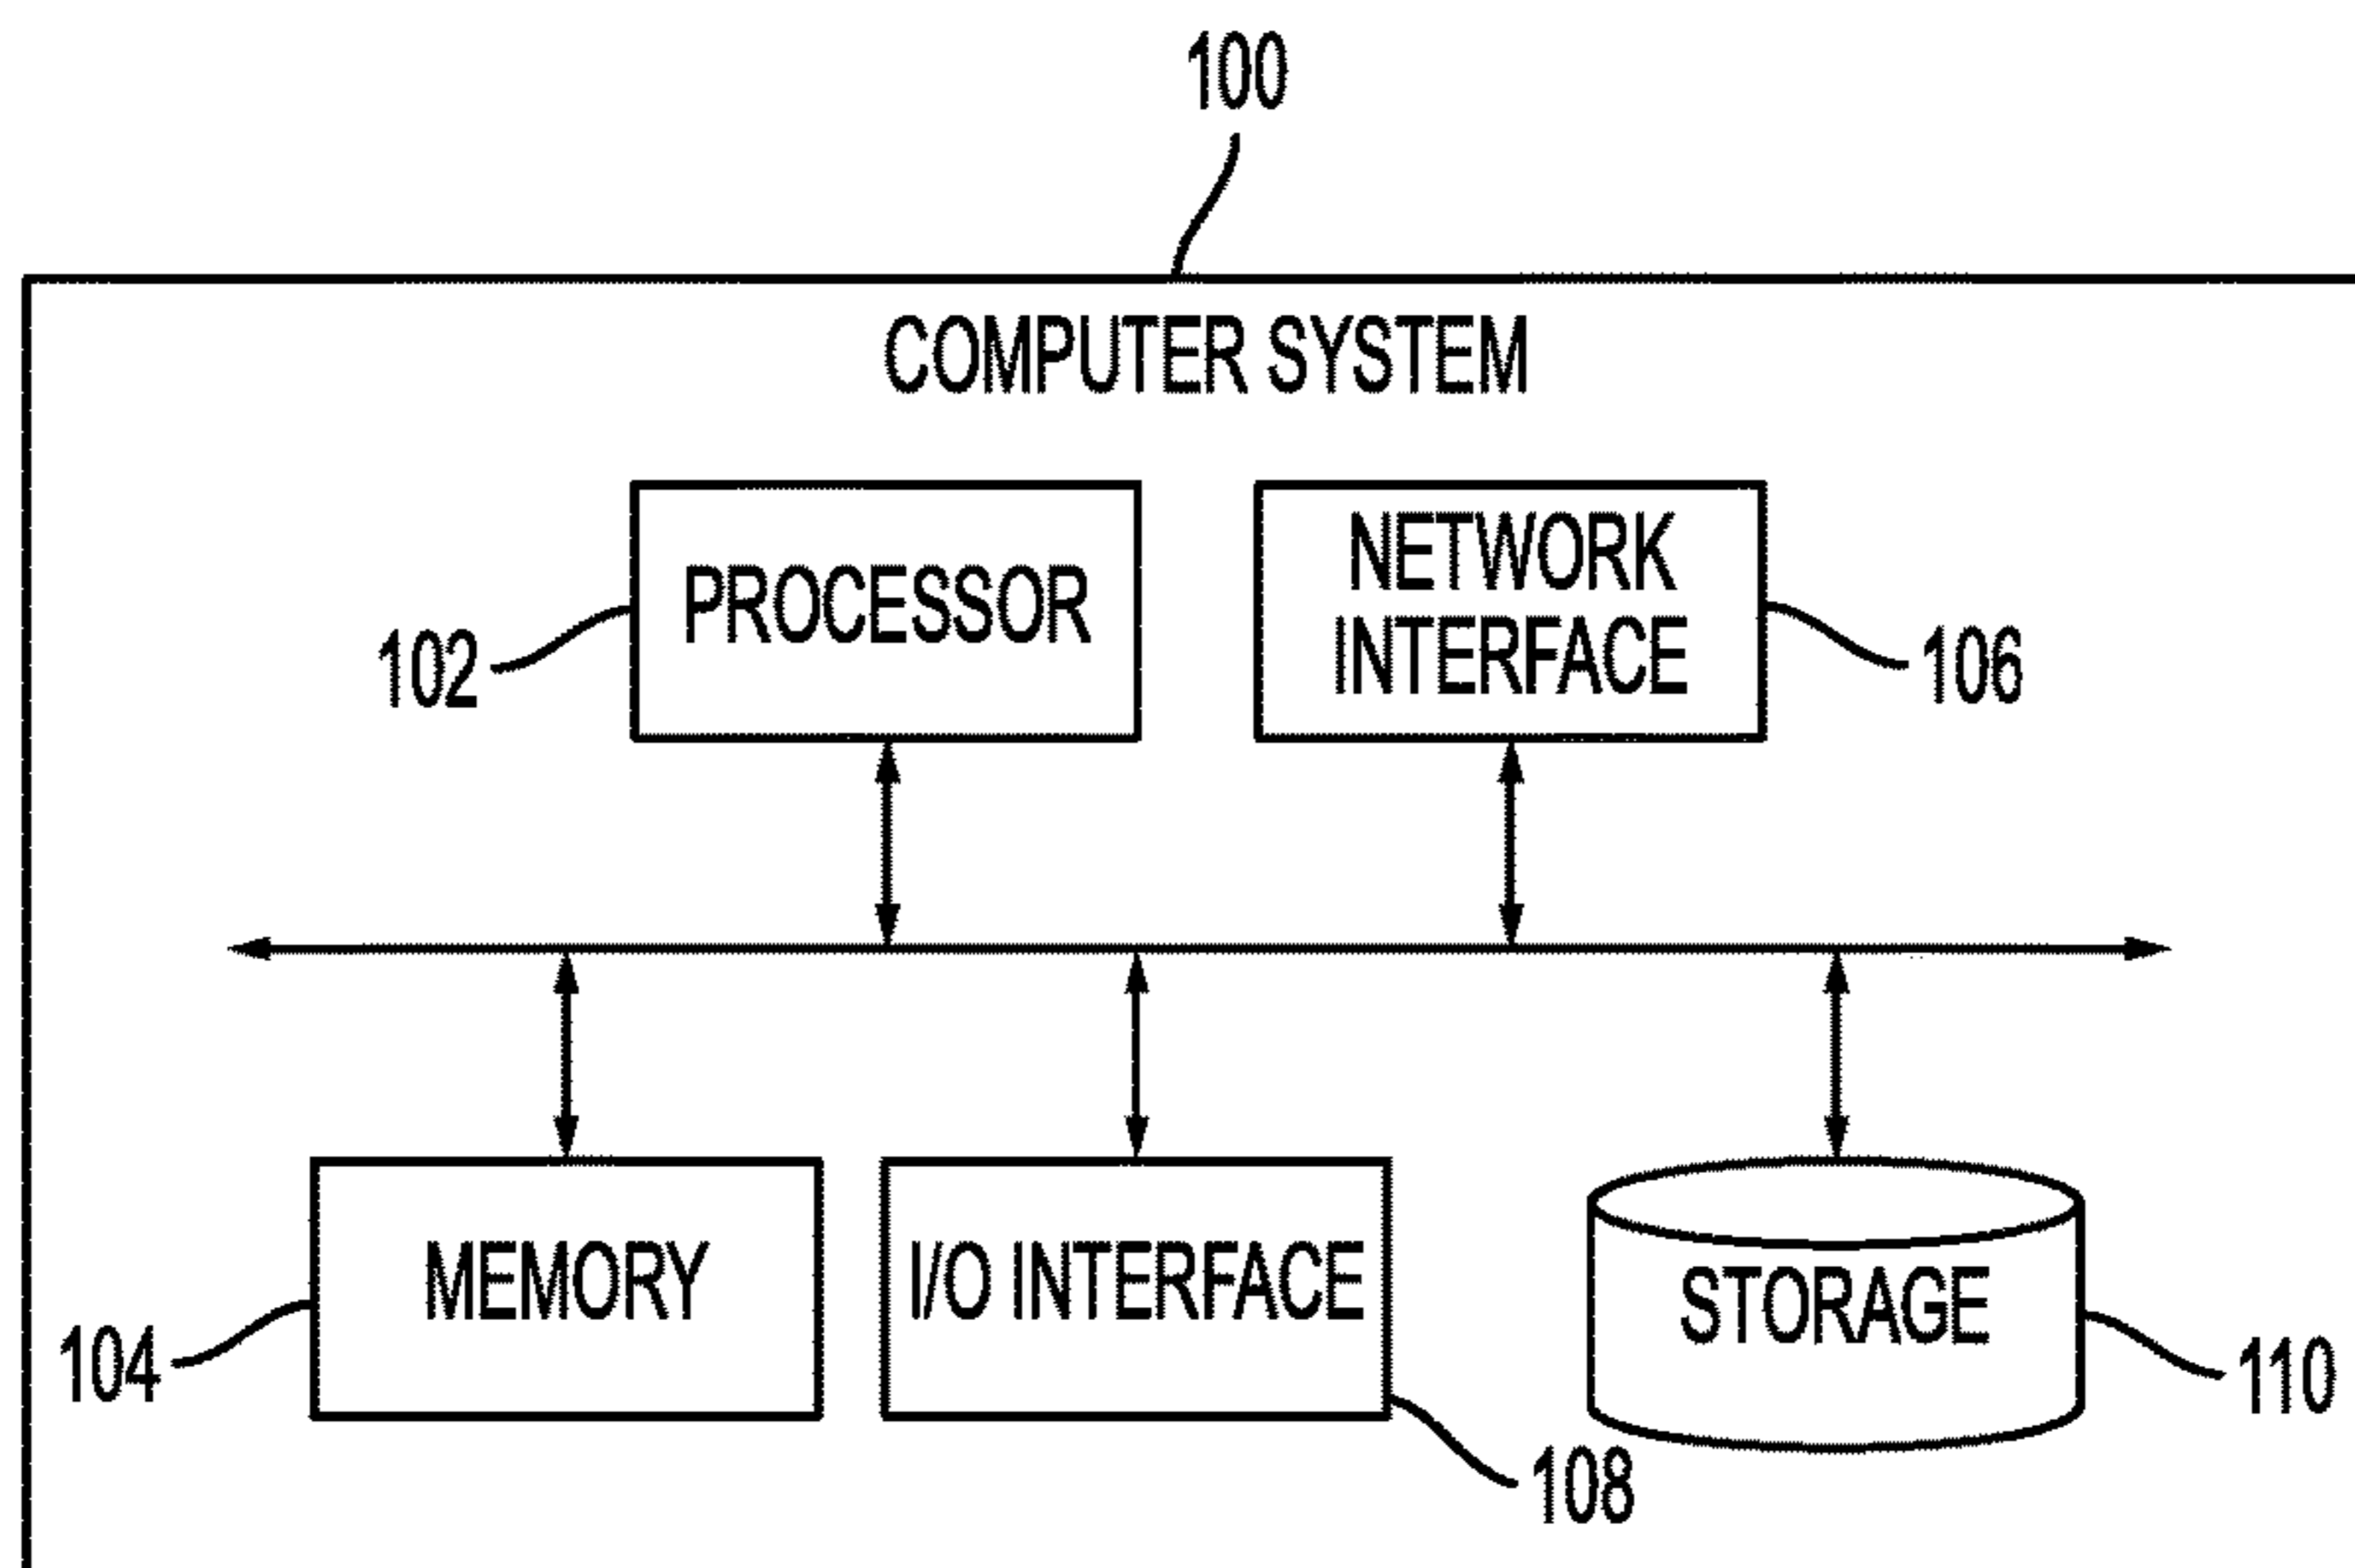 100
COMPUTER SYSTEM
PROCESSOR
NETWORK
INTERFACE
102
106
MEMORY
I/O INTERFACE
STORAGE
104
110
108